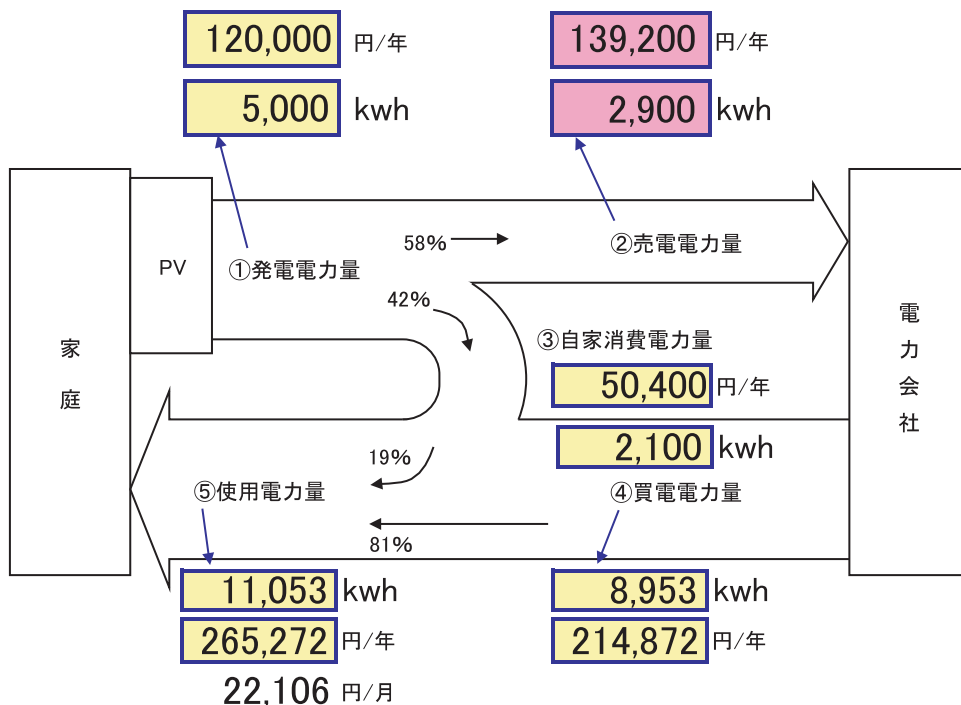 120,000 円/年
139,200 円/年
5,000 kwh
2,900 kwh
58%
②売電電力量
PV
①発電電力量
42%
③自家消費電力量
家庭
電力会社
50,400 円/年
2,100 kwh
19%
⑤使用電力量
④買電電力量
81%
11,053 kwh
8,953 kwh
265,272 円/年
214,872 円/年
22,106 円/月